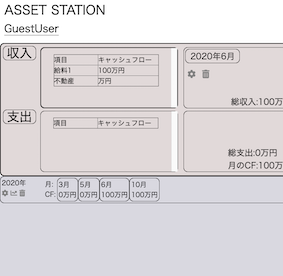 ASSET STATION
GuestUser
収入
項目 キャッシュフロー
給料1 100万円
不動産 万円
2020年6月
総収入:100万
支出
項目 キャッシュフロー
総支出:0万円
月のCF:100万
2020年 月: 3月 5月 6月 10月
CF: 0万円 0万円 100万円 100万円